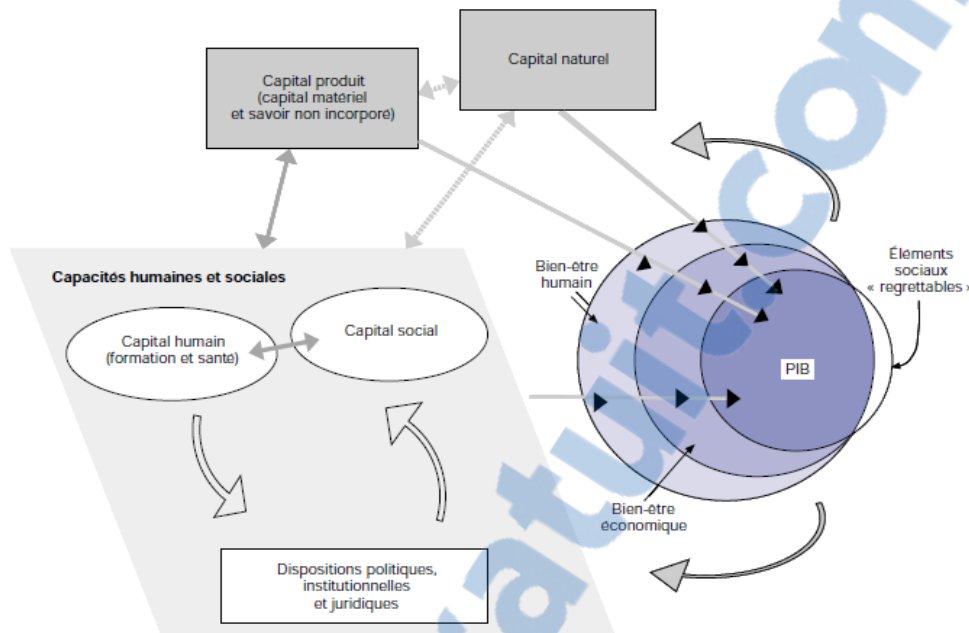 Capital produit
(capital matériel
et savoir non incorporé)
Capital naturel
Capacités humaines et sociales
Capital humain
(formation et santé)
Capital social
Dispositions politiques,
institutionnelles
et juridiques
Bien-être
humain
Éléments
sociaux
« regrettables »
PIB
Bien-être
économique